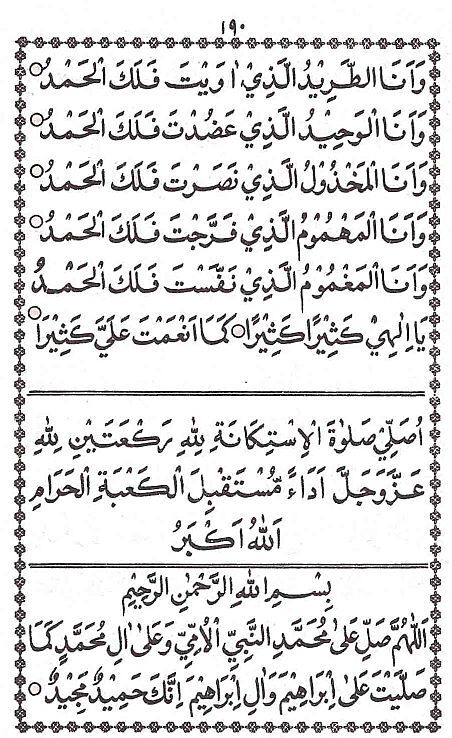 ١٩٠
وَاَنَا الطَّرِيْدُ الَّذِيْ اٰوَيْتَ فَلَكَ الْحَمْدُ○
وَاَنَا الْوَحِيْدُ الَّذِيْ عَضُدْتَ فَلَكَ الْحَمْدُ○
وَاَنَا الْمَخْذُوْلُ الَّذِيْ نَصَرْتَ فَلَكَ الْحَمْدُ○
وَاَنَا الْمَهْمُوْمُ الَّذِيْ فَرَّجْتَ فَلَكَ الْحَمْدُ○
وَاَنَا الْمَغْمُوْمُ الَّذِيْ نَفَّسْتَ فَلَكَ الْحَمْدُ
يَا اِلٰهِيْ كَثِيْرًا كَثِيْرًا○ كَمَا اَنْعَمْتَ عَلَيَّ كَثِيْرًا○
اُصَلِّيْ صَلٰوةَ الْاِسْتِكَانَةِ لِلّٰهِ رَكْعَتَيْنِ لِلّٰهِ
عَزَّ وَجَلَّ اَدَاءً مُّسْتَقْبِلَ الْكَعْبَةِ الْحَرَامِ
اَللّٰهُ اَكْبَرُ
بِسْمِ اللّٰهِ الرَّحْمٰنِ الرَّحِيْمِ
اَللّٰهُمَّ صَلِّ عَلٰى مُحَمَّدِ النَّبِيِّ الْاُمِّيِّ وَعَلٰى اٰلِ مُحَمَّدٍ كَمَا
صَلَّيْتَ عَلٰى اِبْرَاهِيْمَ وَاٰلِ اِبْرَاهِيْمَ اِنَّكَ حَمِيْدٌ مَّجِيْدٌ○